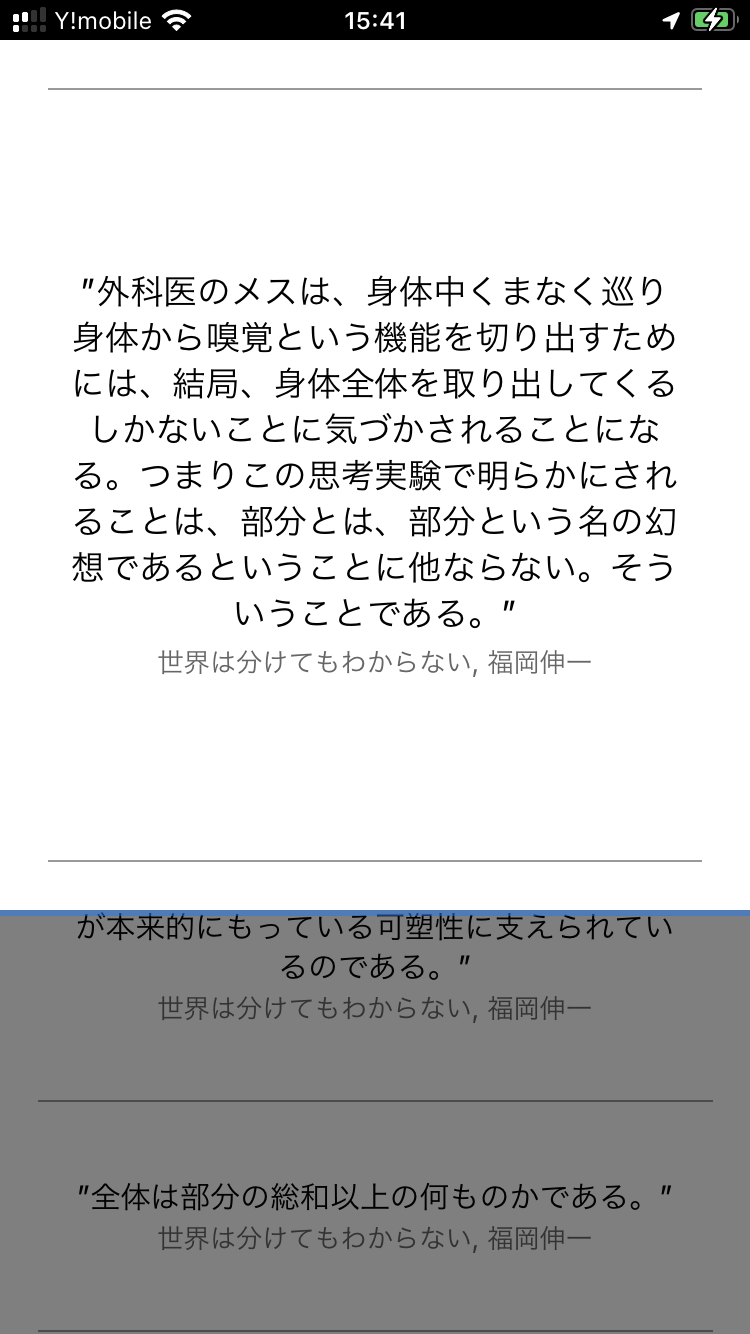 Y!mobile 15:41
"外科医のメスは、身体中くまなく巡り
身体から嗅覚という機能を切り出すため
には、結局、身体全体を取り出してくる
しかないことに気づかされることにな
る。つまりこの思考実験で明らかにされ
ることは、部分とは、部分という名の幻
想であるということに他ならない。そう
いうことである。"
世界は分けてもわからない, 福岡伸一
が本来的にもっている可塑性に支えられてい
るのである。"
世界は分けてもわからない, 福岡伸一
"全体は部分の総和以上の何ものかである。"
世界は分けてもわからない, 福岡伸一